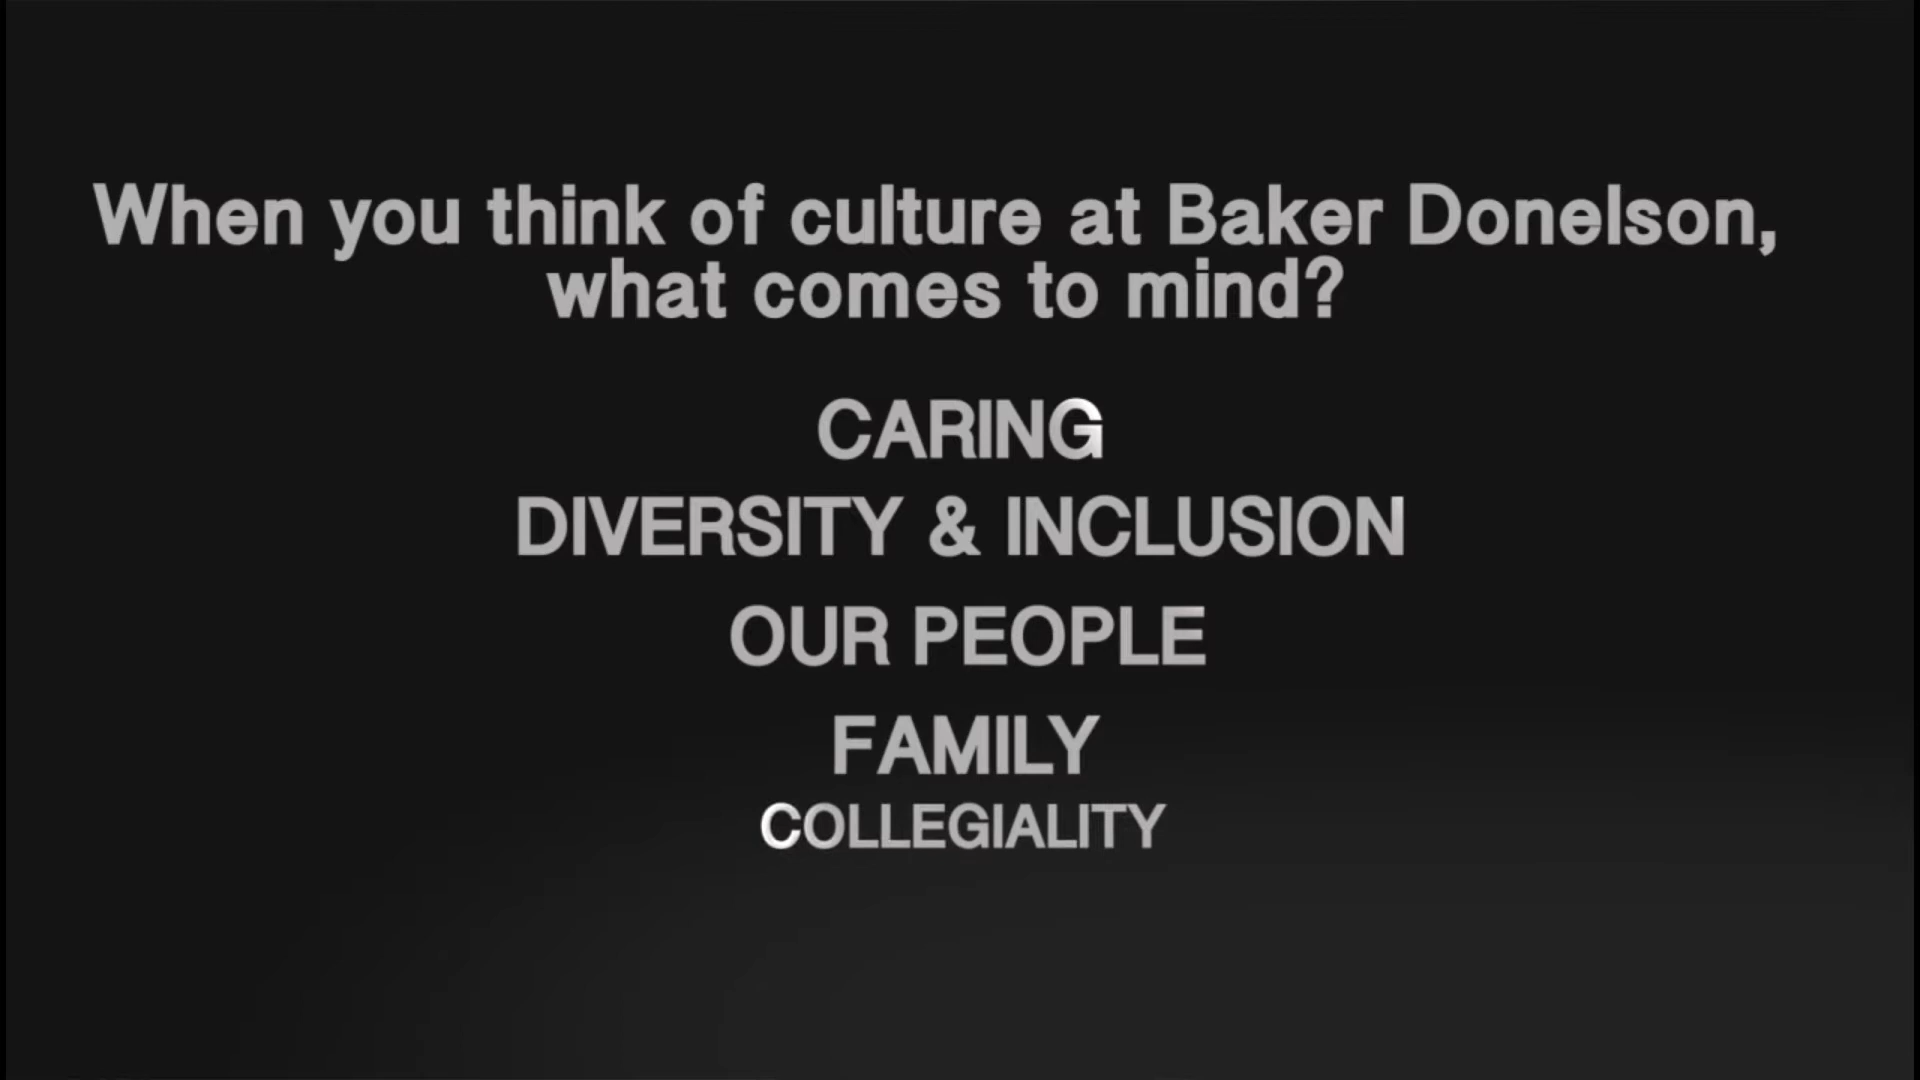 When you think of culture at Baker Donelson,
what comes to mind?
CARING
DIVERSITY & INCLUSION
OUR PEOPLE
FAMILY
COLLEGIALITY